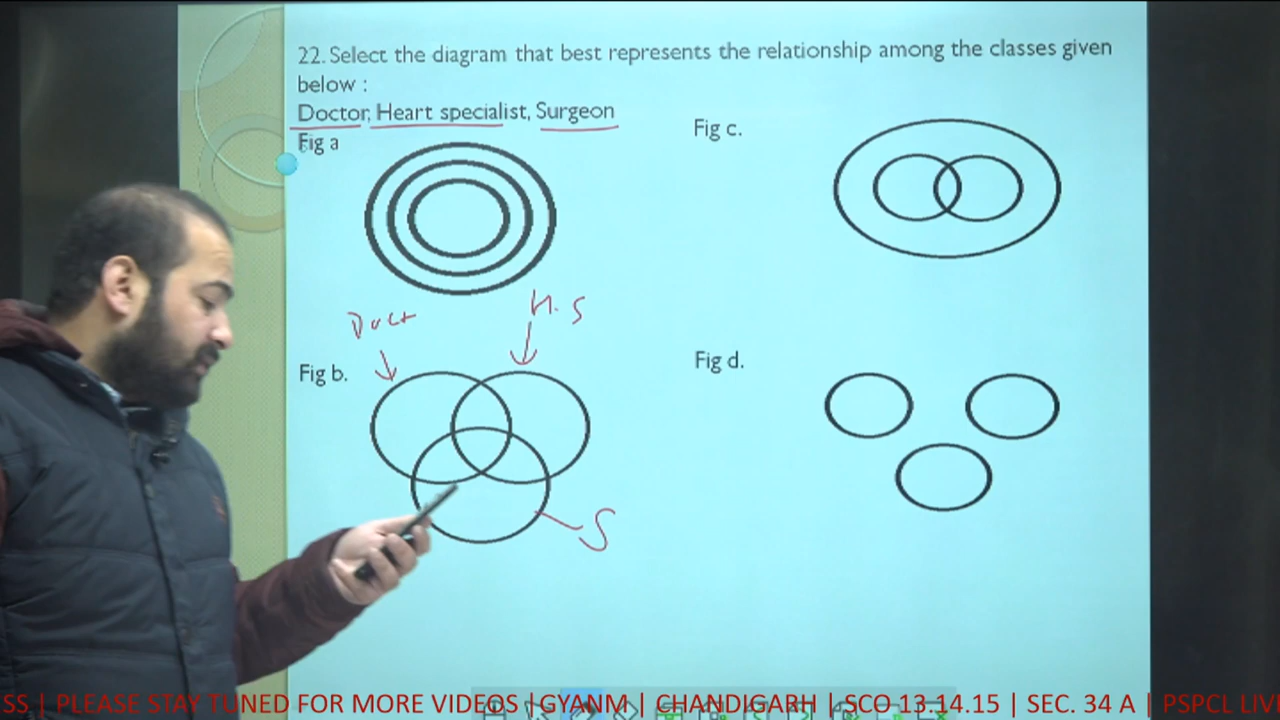 22. Select the diagram that best represents the relationship among the classes given
below :
Doctor, Heart specialist, Surgeon
Fig a
Fig c.
Doct
H. S
Fig b.
Fig d.
S
SS | PLEASE STAY TUNED FOR MORE VIDEOS | GYANM | CHANDIGARH | SCO 13.14.15 | SEC. 34 A | PSPCL LIV